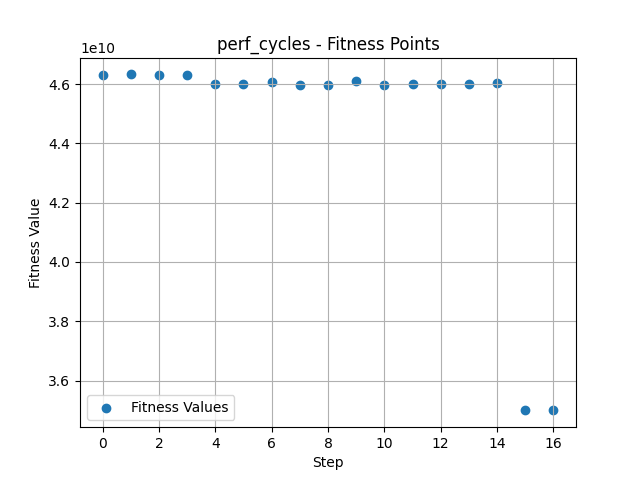 perf_cycles - Fitness Points
1e10
4.6
4.4
4.2
4.0
3.8
3.6
Fitness Value
Fitness Values
0 2 4 6 8 10 12 14 16
Step